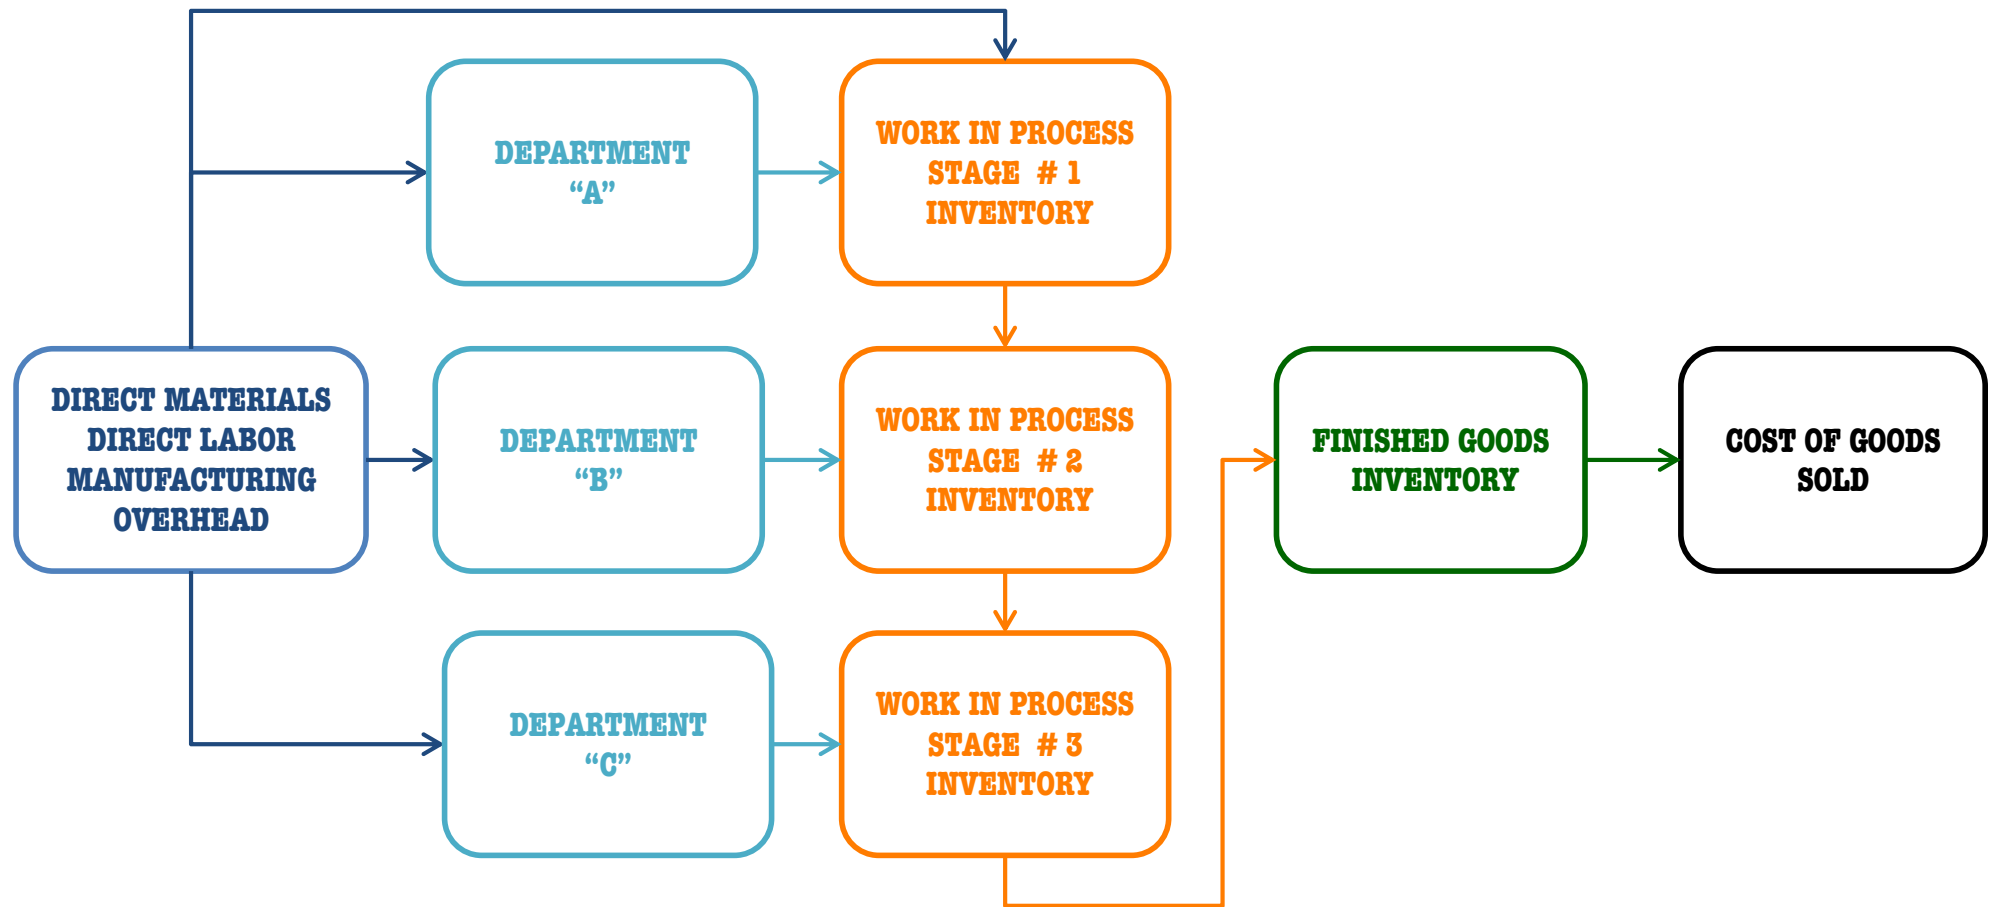 DEPARTMENT
“A”
WORK IN PROCESS
STAGE # 1
INVENTORY
DIRECT MATERIALS
DIRECT LABOR
MANUFACTURING
OVERHEAD
DEPARTMENT
“B”
WORK IN PROCESS
STAGE # 2
INVENTORY
FINISHED GOODS
INVENTORY
COST OF GOODS
SOLD
DEPARTMENT
“C”
WORK IN PROCESS
STAGE # 3
INVENTORY